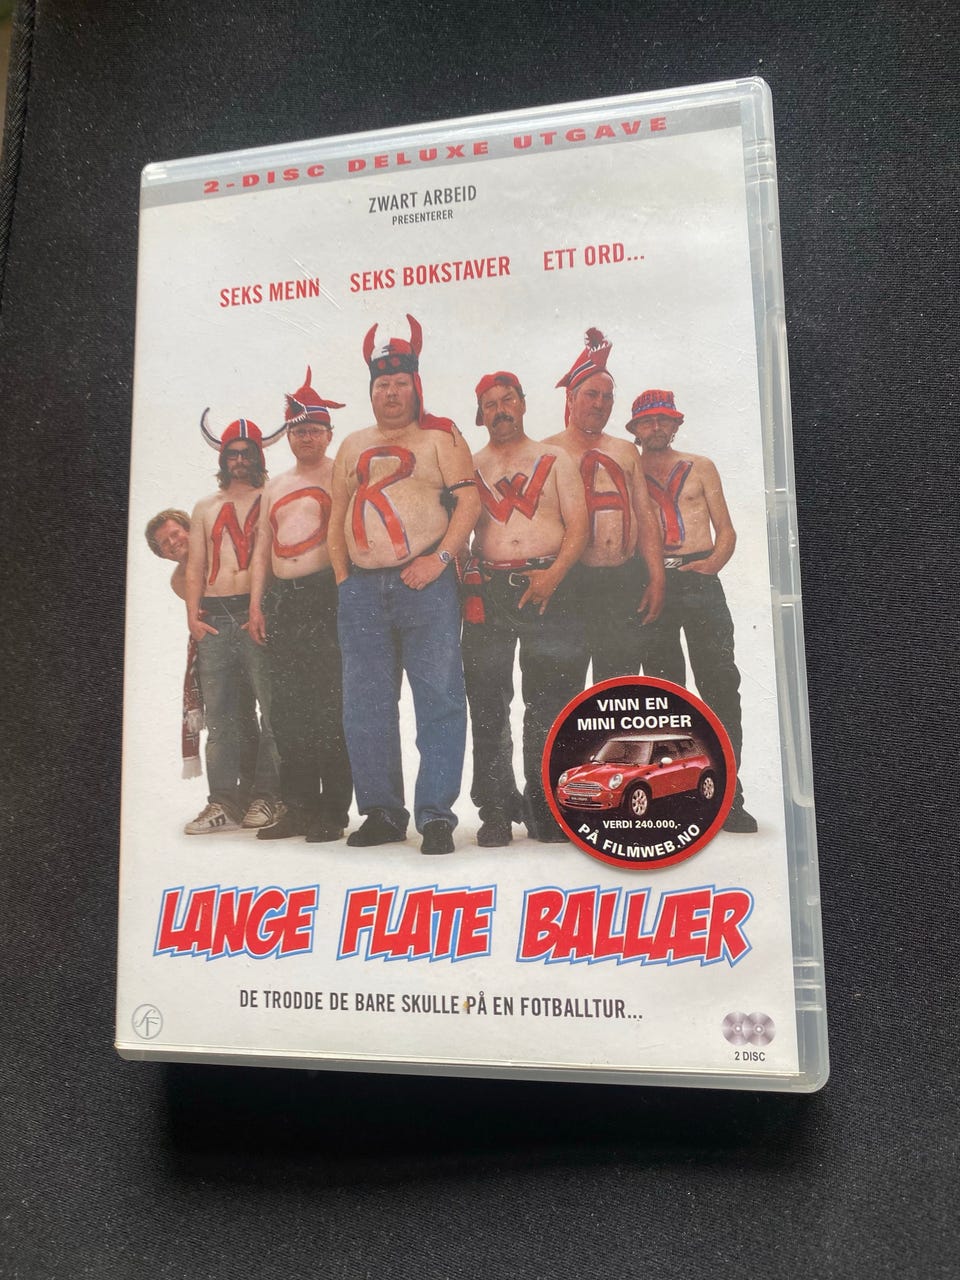 2-DISC DELUXE UTGAVE
ZWART ARBEID
PRESENTERER
SEKS MENN SEKS BOKSTAVER ETT ORD...
NORWAY
VINN EN
MINI COOPER
VERDI 240.000,-
PÅ FILMWEB.NO
LANGE FLATE BALLÆR
DE TRODDE DE BARE SKULLE PÅ EN FOTBALLTUR...
SF
2 DISC